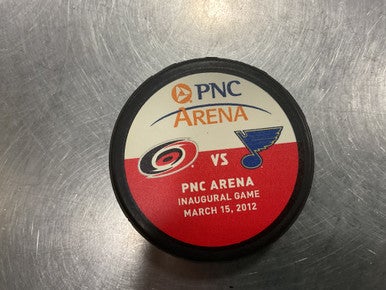 PNC
ARENA
VS
PNC ARENA
INAUGURAL GAME
MARCH 15, 2012